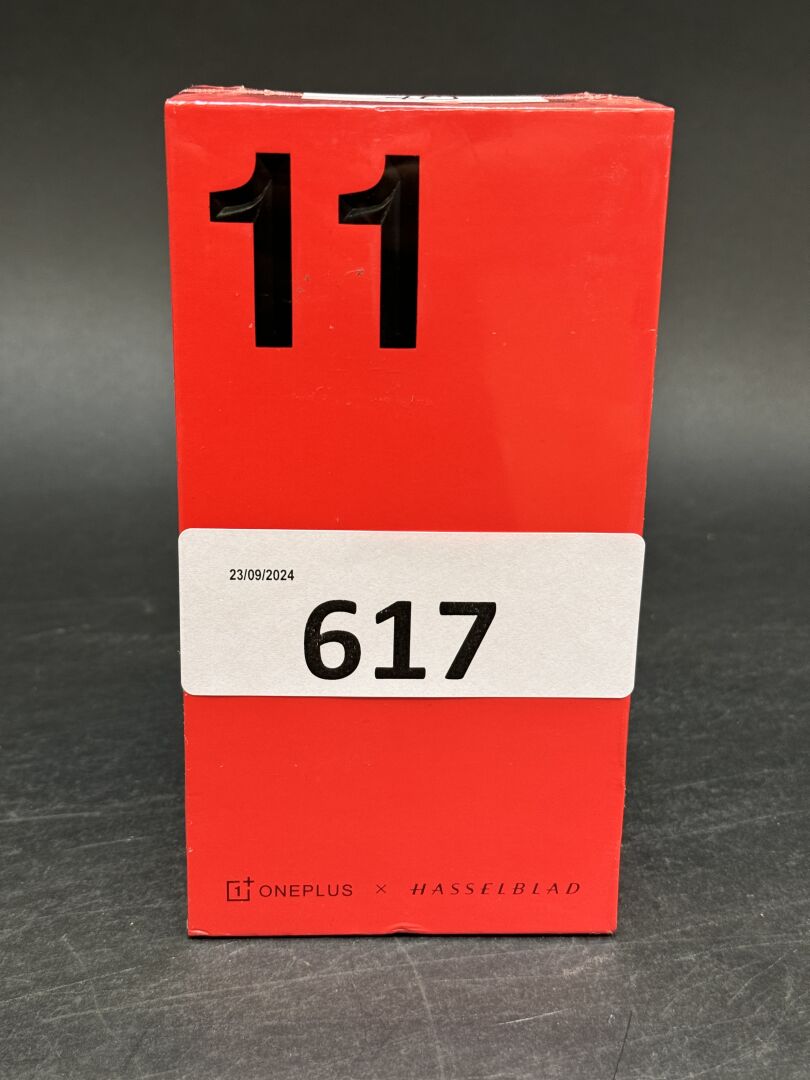 11
23/09/2024
617
1+ ONEPLUS × HASSELBLAD